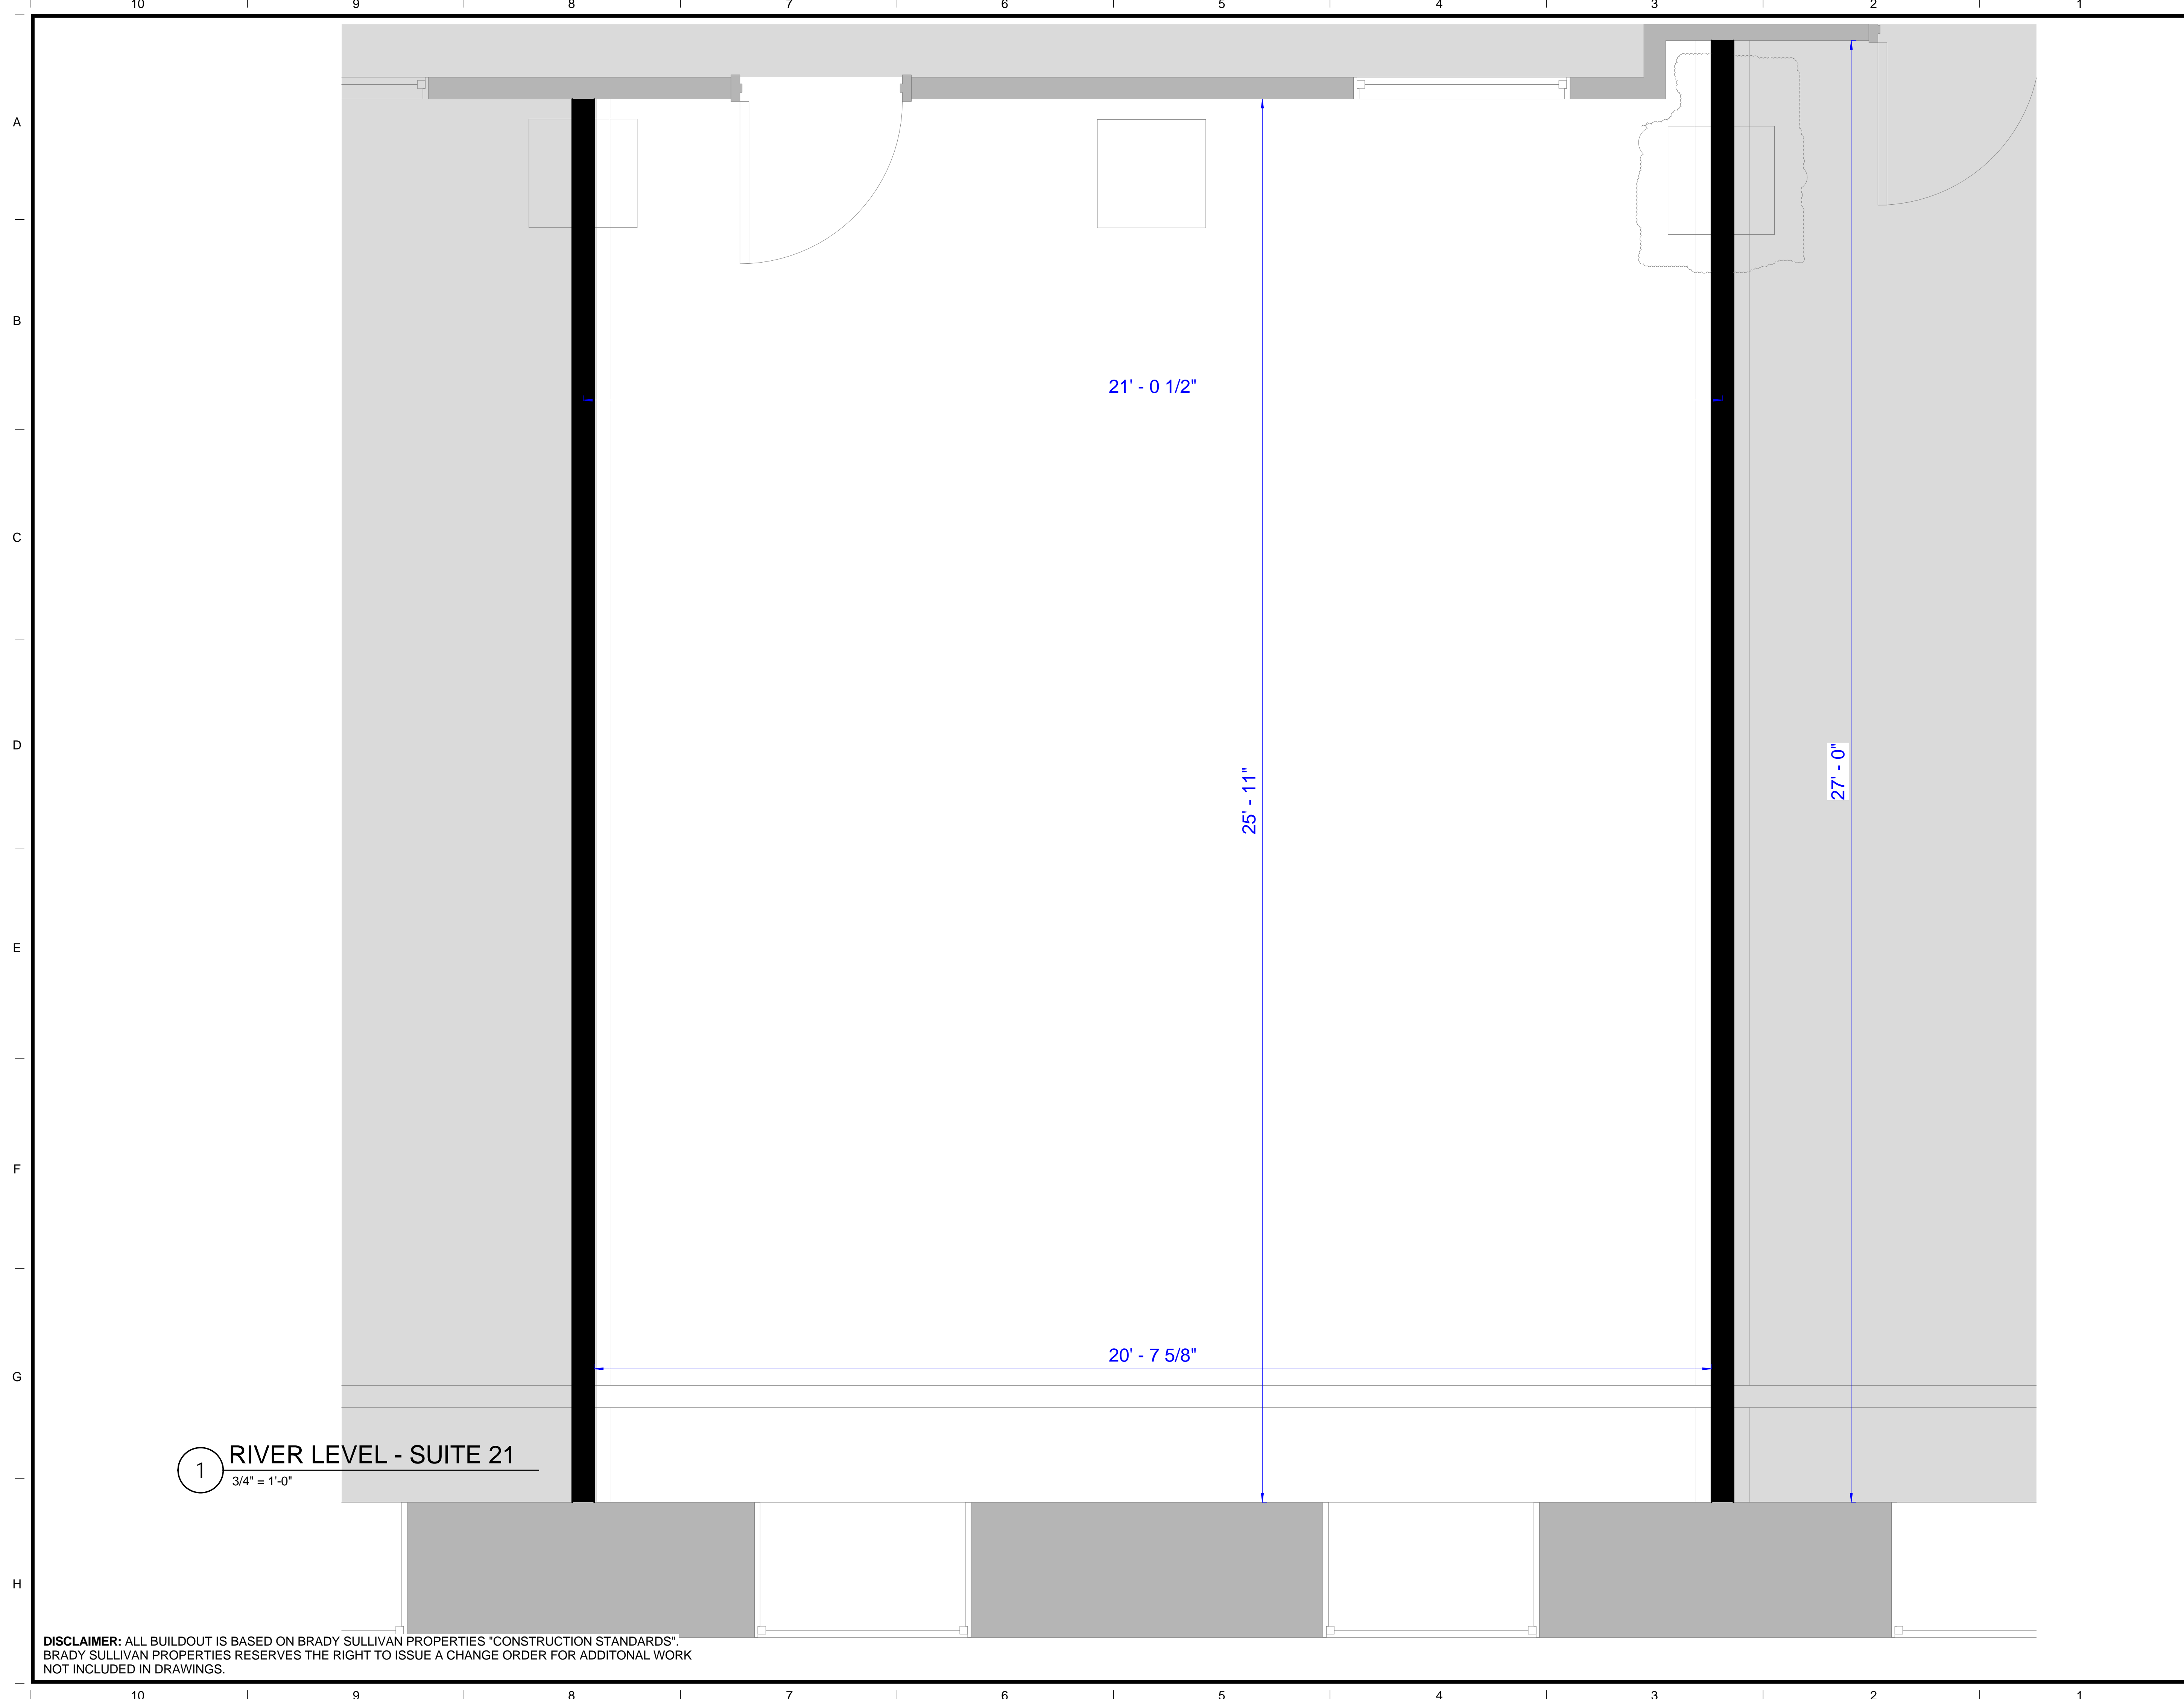 10 9 8 7 6 5 4 3 2 1
A
B
21' - 0 1/2"
C
D
25' - 11"
27' - 0"
E
F
20' - 7 5/8"
G
1 RIVER LEVEL - SUITE 21
3/4" = 1'-0"
H
DISCLAIMER: ALL BUILDOUT IS BASED ON BRADY SULLIVAN PROPERTIES "CONSTRUCTION STANDARDS".
BRADY SULLIVAN PROPERTIES RESERVES THE RIGHT TO ISSUE A CHANGE ORDER FOR ADDITONAL WORK
NOT INCLUDED IN DRAWINGS.
10 9 8 7 6 5 4 3 2 1